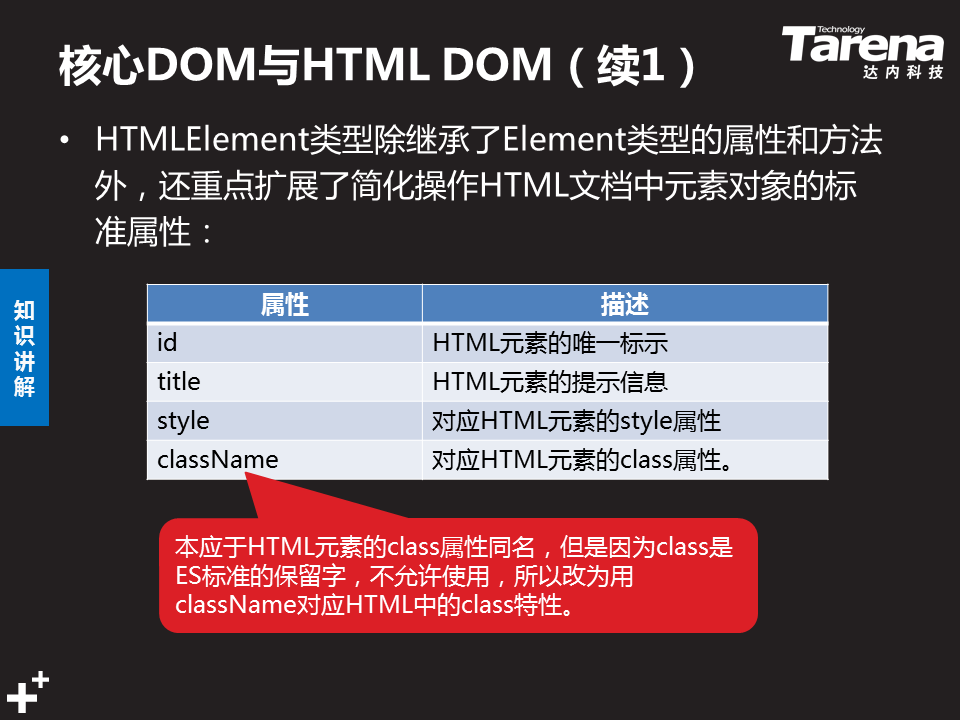 核心DOM与HTML DOM（续1）
Technology
Tarena
达内科技
• HTMLElement类型除继承了Element类型的属性和方法
外，还重点扩展了简化操作HTML文档中元素对象的标
准属性：
知识讲解
属性 描述
id HTML元素的唯一标示
title HTML元素的提示信息
style 对应HTML元素的style属性
className 对应HTML元素的class属性。
本应于HTML元素的class属性同名，但是因为class是
ES标准的保留字，不允许使用，所以改为用
className对应HTML中的class特性。